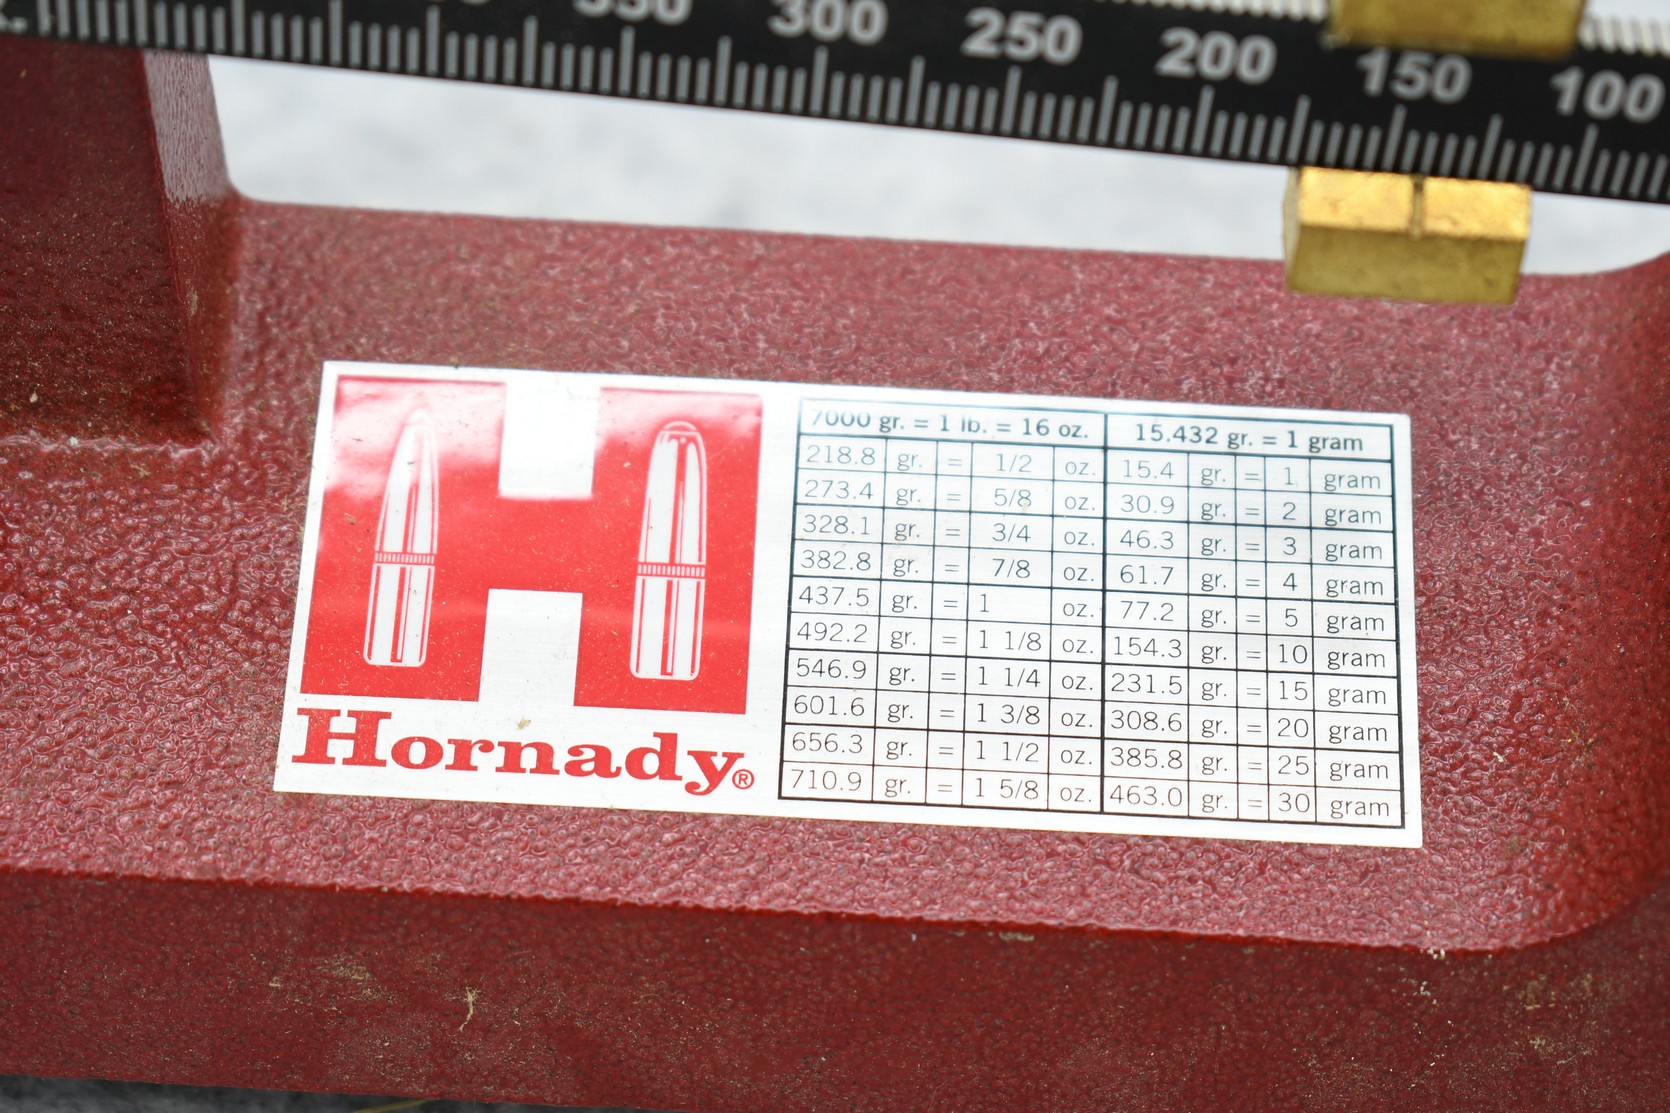 350 300 250 200 150 100
Hornady®
7000 gr. = 1 lb. = 16 oz. 15.432 gr. = 1 gram
218.8 gr. = 1/2 oz. 15.4 gr. = 1 gram
273.4 gr. = 5/8 oz. 30.9 gr. = 2 gram
328.1 gr. = 3/4 oz. 46.3 gr. = 3 gram
382.8 gr. = 7/8 oz. 61.7 gr. = 4 gram
437.5 gr. = 1 oz. 77.2 gr. = 5 gram
492.2 gr. = 1 1/8 oz. 154.3 gr. = 10 gram
546.9 gr. = 1 1/4 oz. 231.5 gr. = 15 gram
601.6 gr. = 1 3/8 oz. 308.6 gr. = 20 gram
656.3 gr. = 1 1/2 oz. 385.8 gr. = 25 gram
710.9 gr. = 1 5/8 oz. 463.0 gr. = 30 gram